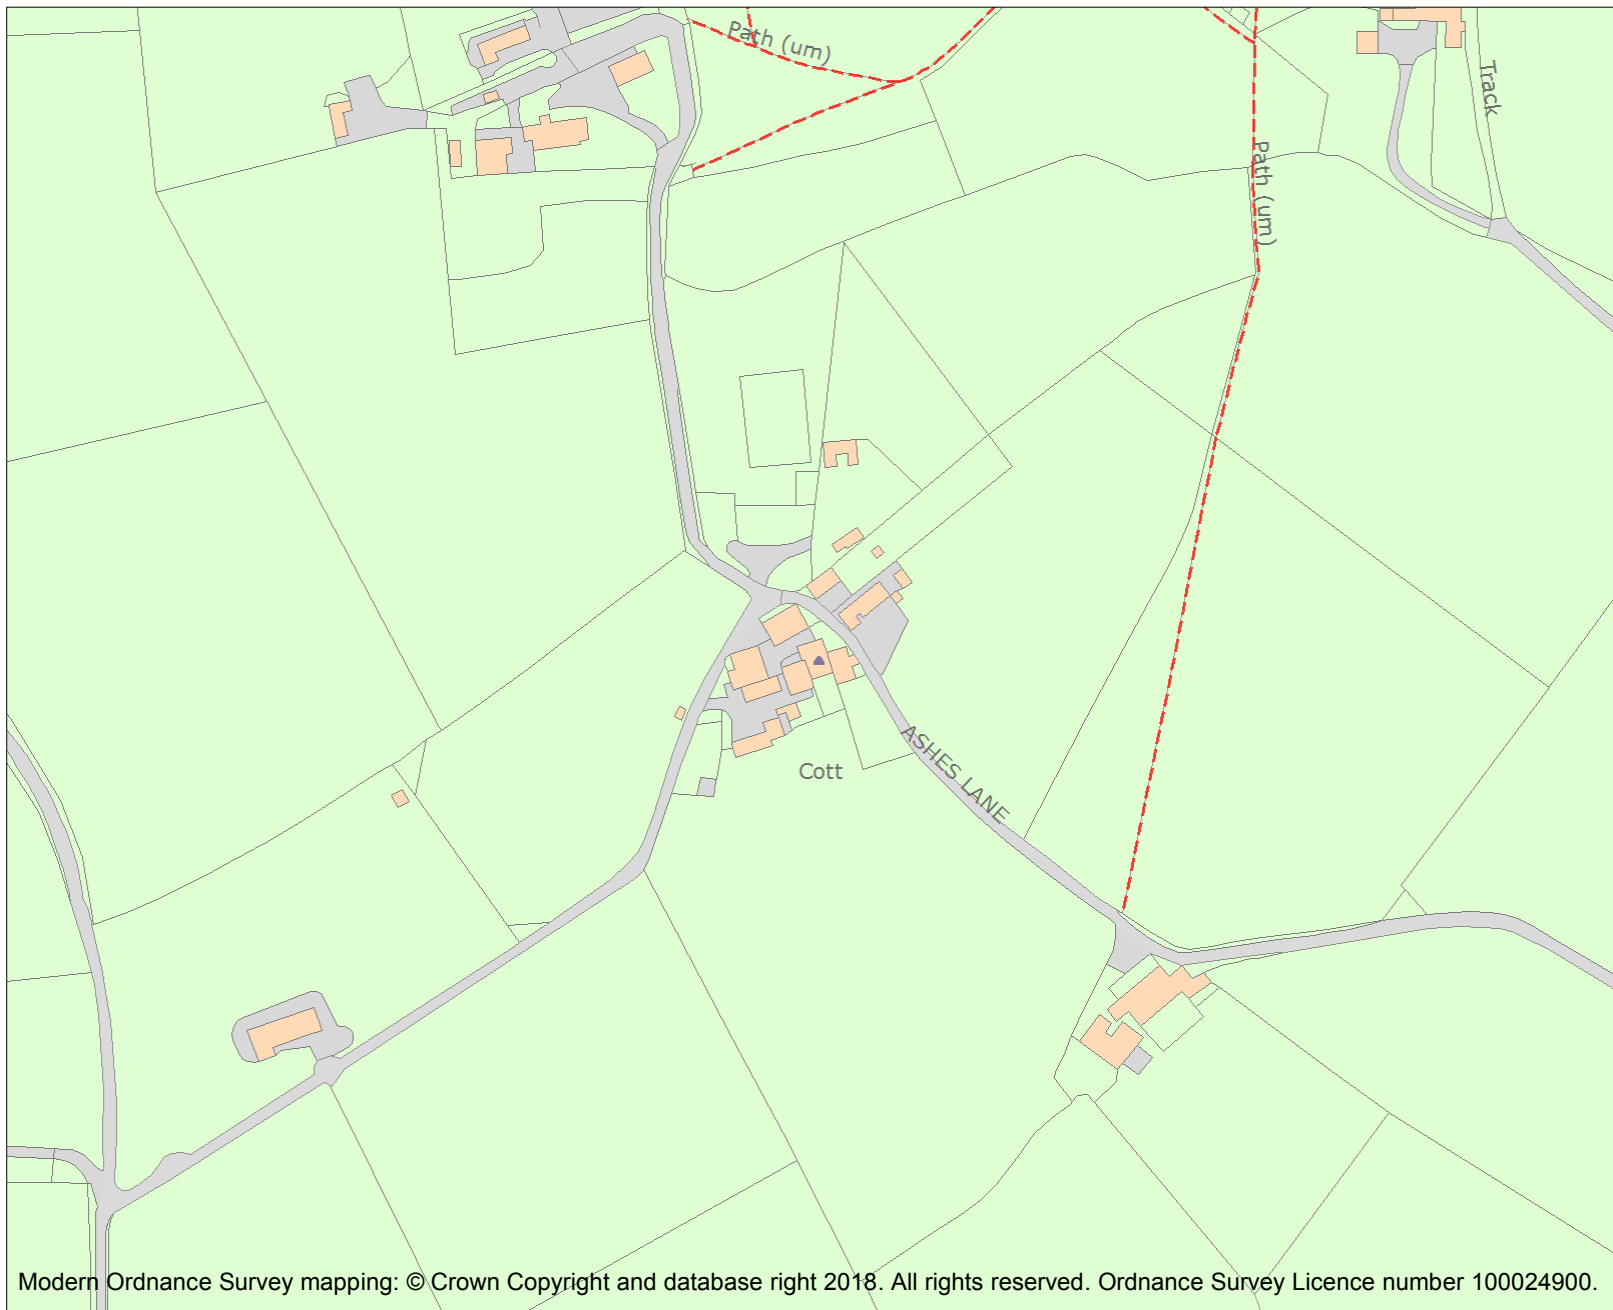 Path (um)
Track
Path (um)
ASHES LANE
Cott
Modern Ordnance Survey mapping: © Crown Copyright and database right 2018. All rights reserved. Ordnance Survey Licence number 100024900.